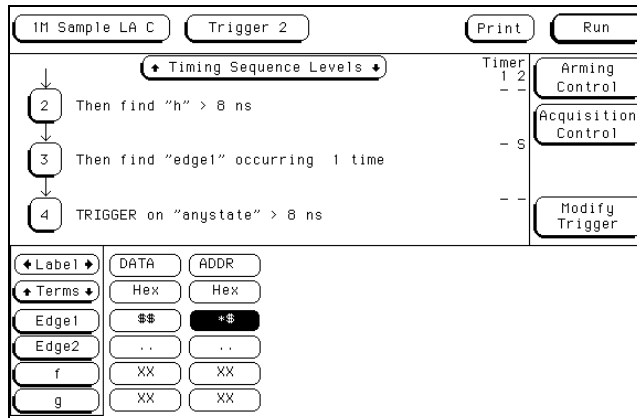 1M Sample LA C
Trigger 2
Print
Run
Timing Sequence Levels
Timer
1 2
- -
2 Then find "h" > 8 ns
3 Then find "edge1" occurring 1 time
- S
4 TRIGGER on "anystate" > 8 ns
- -
Arming
Control
Acquisition
Control
Modify
Trigger
Label DATA ADDR
Terms Hex Hex
Edge1 $$ *$
Edge2 .. ..
f XX XX
g XX XX